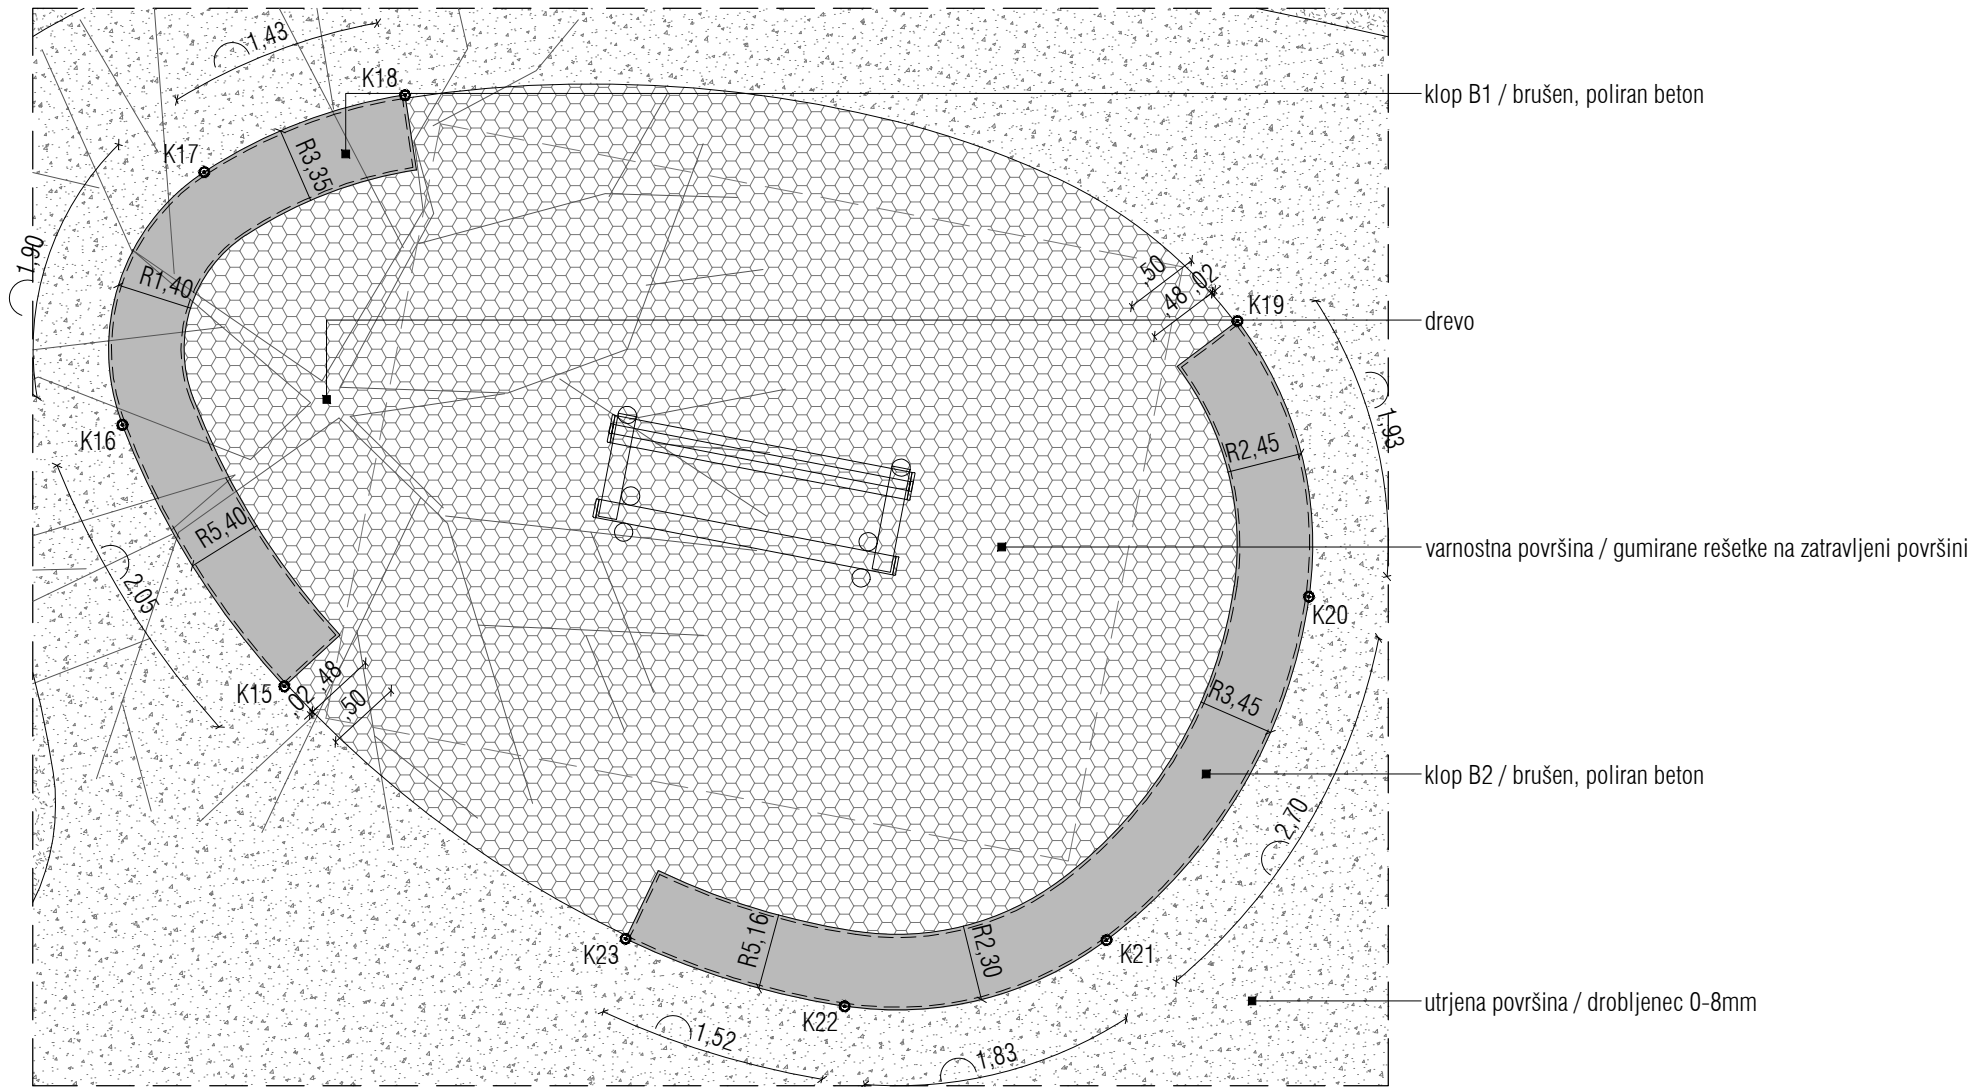 1,43
K18
klop B1 / brušen, poliran beton
K17
R3,35
1,90
R1,40
,50
,48 ,02
K19
drevo
K16
1,93
R2,45
R5,40
varnostna površina / gumirane rešetke na zatravljeni površini
2,05
K20
K15
,02 ,48
,50
R3,45
klop B2 / brušen, poliran beton
2,70
K23
R5,16
R2,30
K21
utrjena površina / drobljenec 0-8mm
K22
1,52
1,83